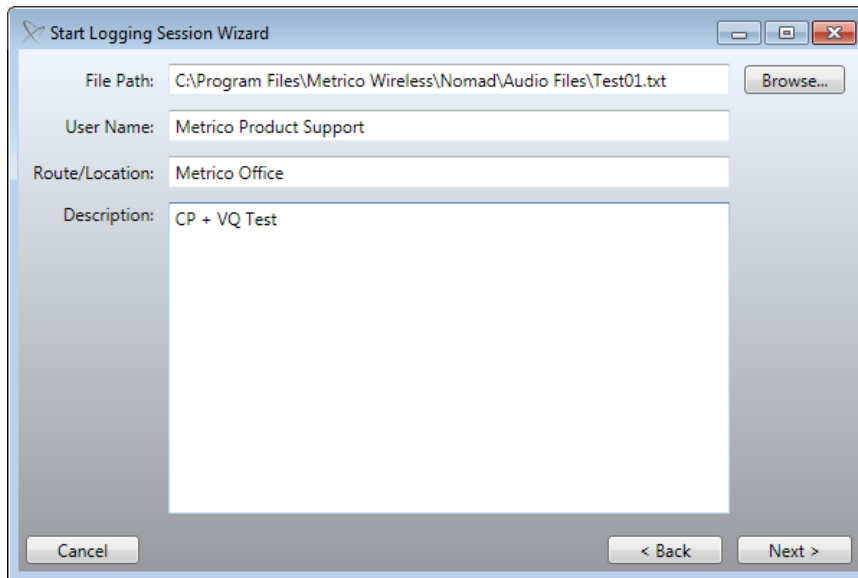 Start Logging Session Wizard
File Path: C:\Program Files\Metrico Wireless\Nomad\Audio Files\Test01.txt Browse...
User Name: Metrico Product Support
Route/Location: Metrico Office
Description: CP + VQ Test
Cancel < Back Next >